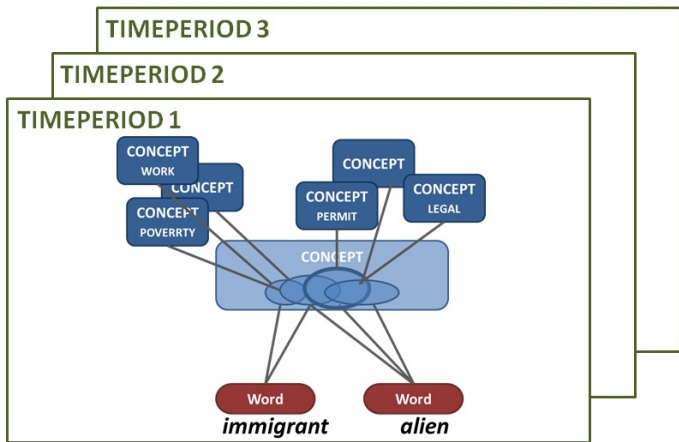 TIMEPERIOD 3
TIMEPERIOD 2
TIMEPERIOD 1
CONCEPT
WORK
CONCEPT
CONCEPT
POVERRTY
CONCEPT
CONCEPT
PERMIT
CONCEPT
LEGAL
CONCEPT
Word
Word
immigrant
alien